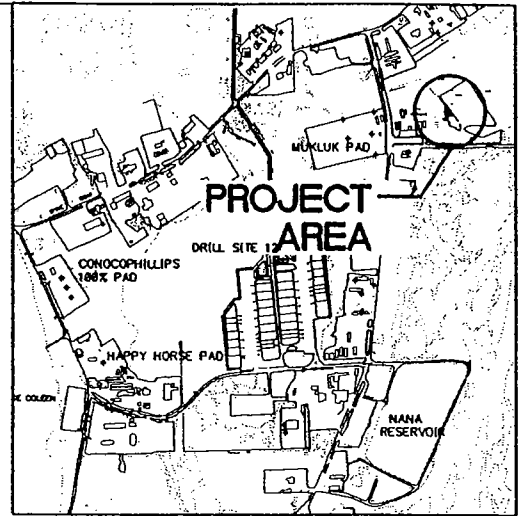 MUKLUK PAD
PROJECT
AREA
DRILL SITE 12
CONOCOPHILLIPS
100% PAD
HAPPY HORSE PAD
NANA
RESERVOIR